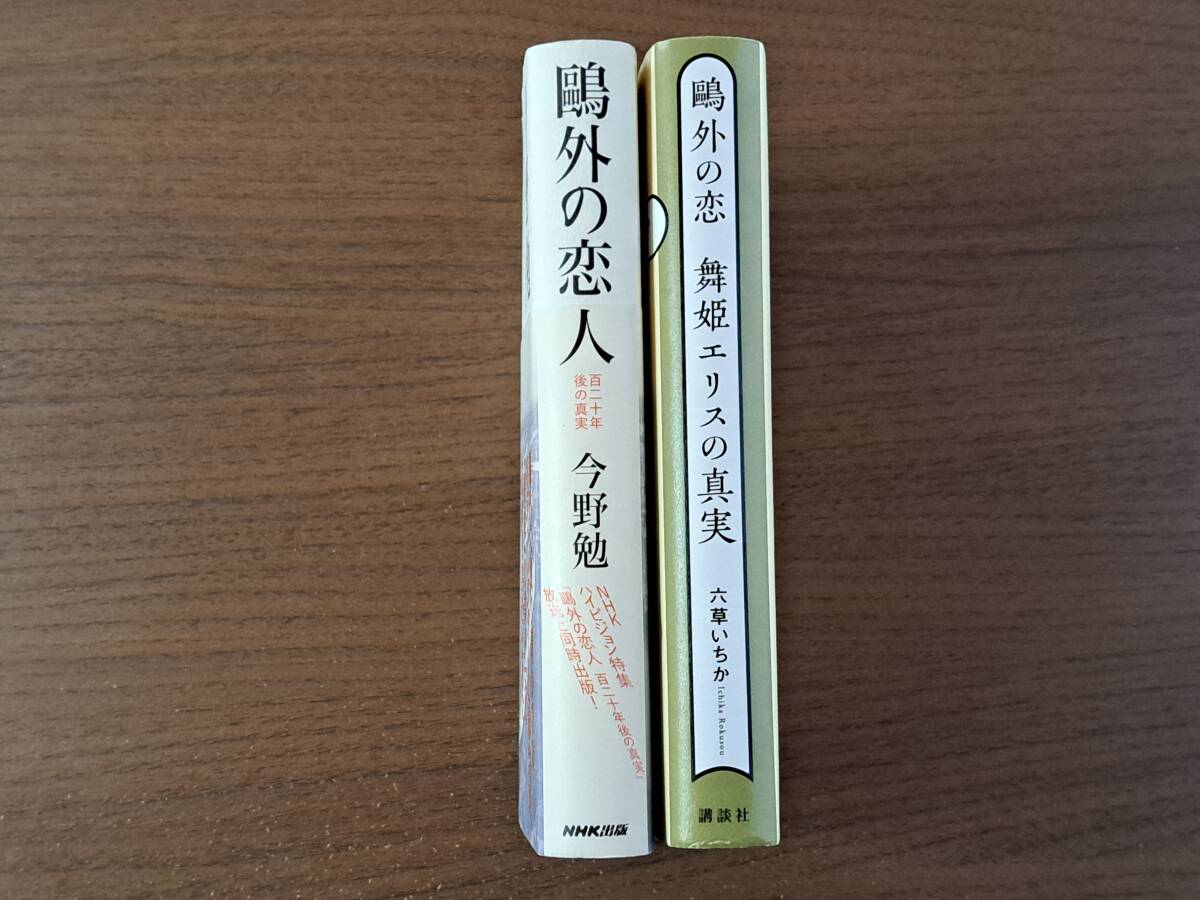 鷗外の恋人
百二十年
後の真実
今野勉
NHK
ハイビジョン特集
「鷗外の恋人 百二十年後の真実」
放送と同時出版!
NHK出版
鷗外の恋 舞姫エリスの真実
六草いちか
Ichika Rokusou
講談社